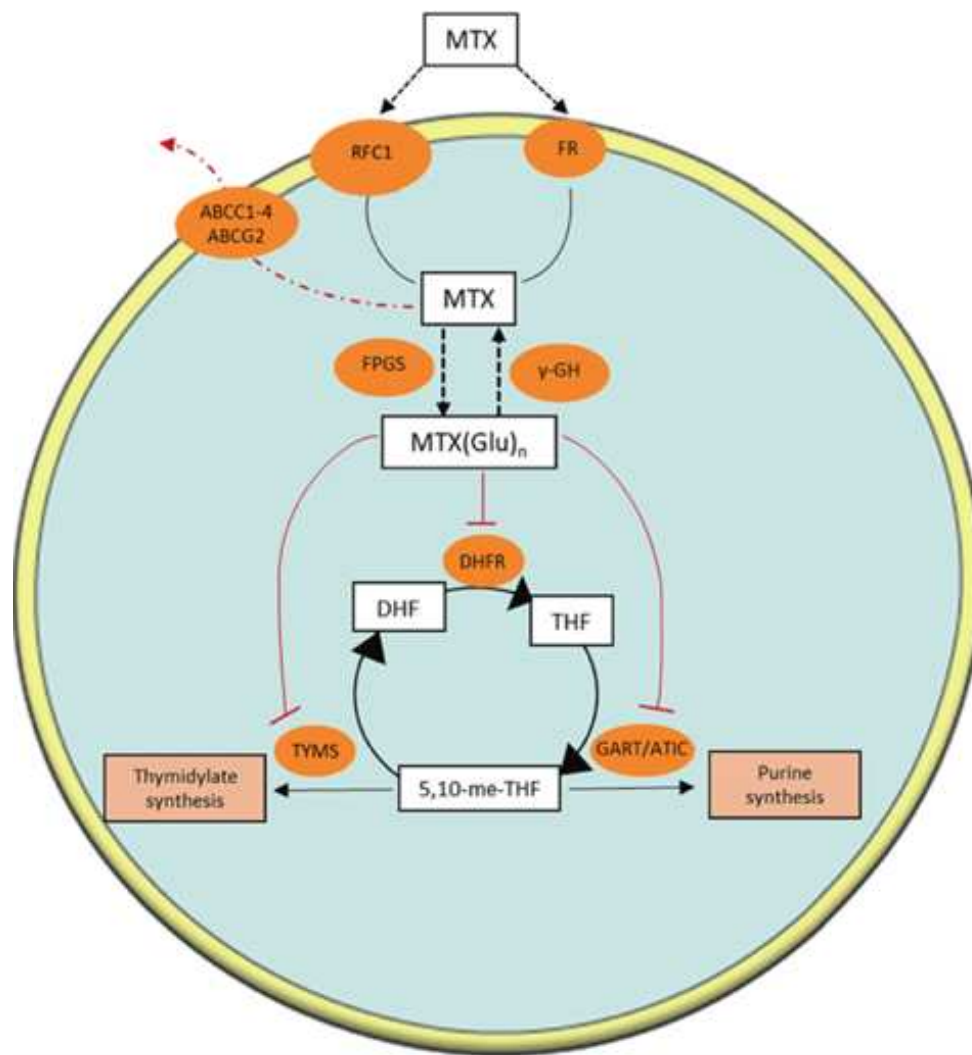 MTX
RFC1
FR
ABCC1-4
ABCG2
MTX
FPGS
γ-GH
MTX(Glu)n
DHFR
DHF
THF
TYMS
GART/ATIC
Thymidylate
synthesis
5,10-me-THF
Purine
synthesis